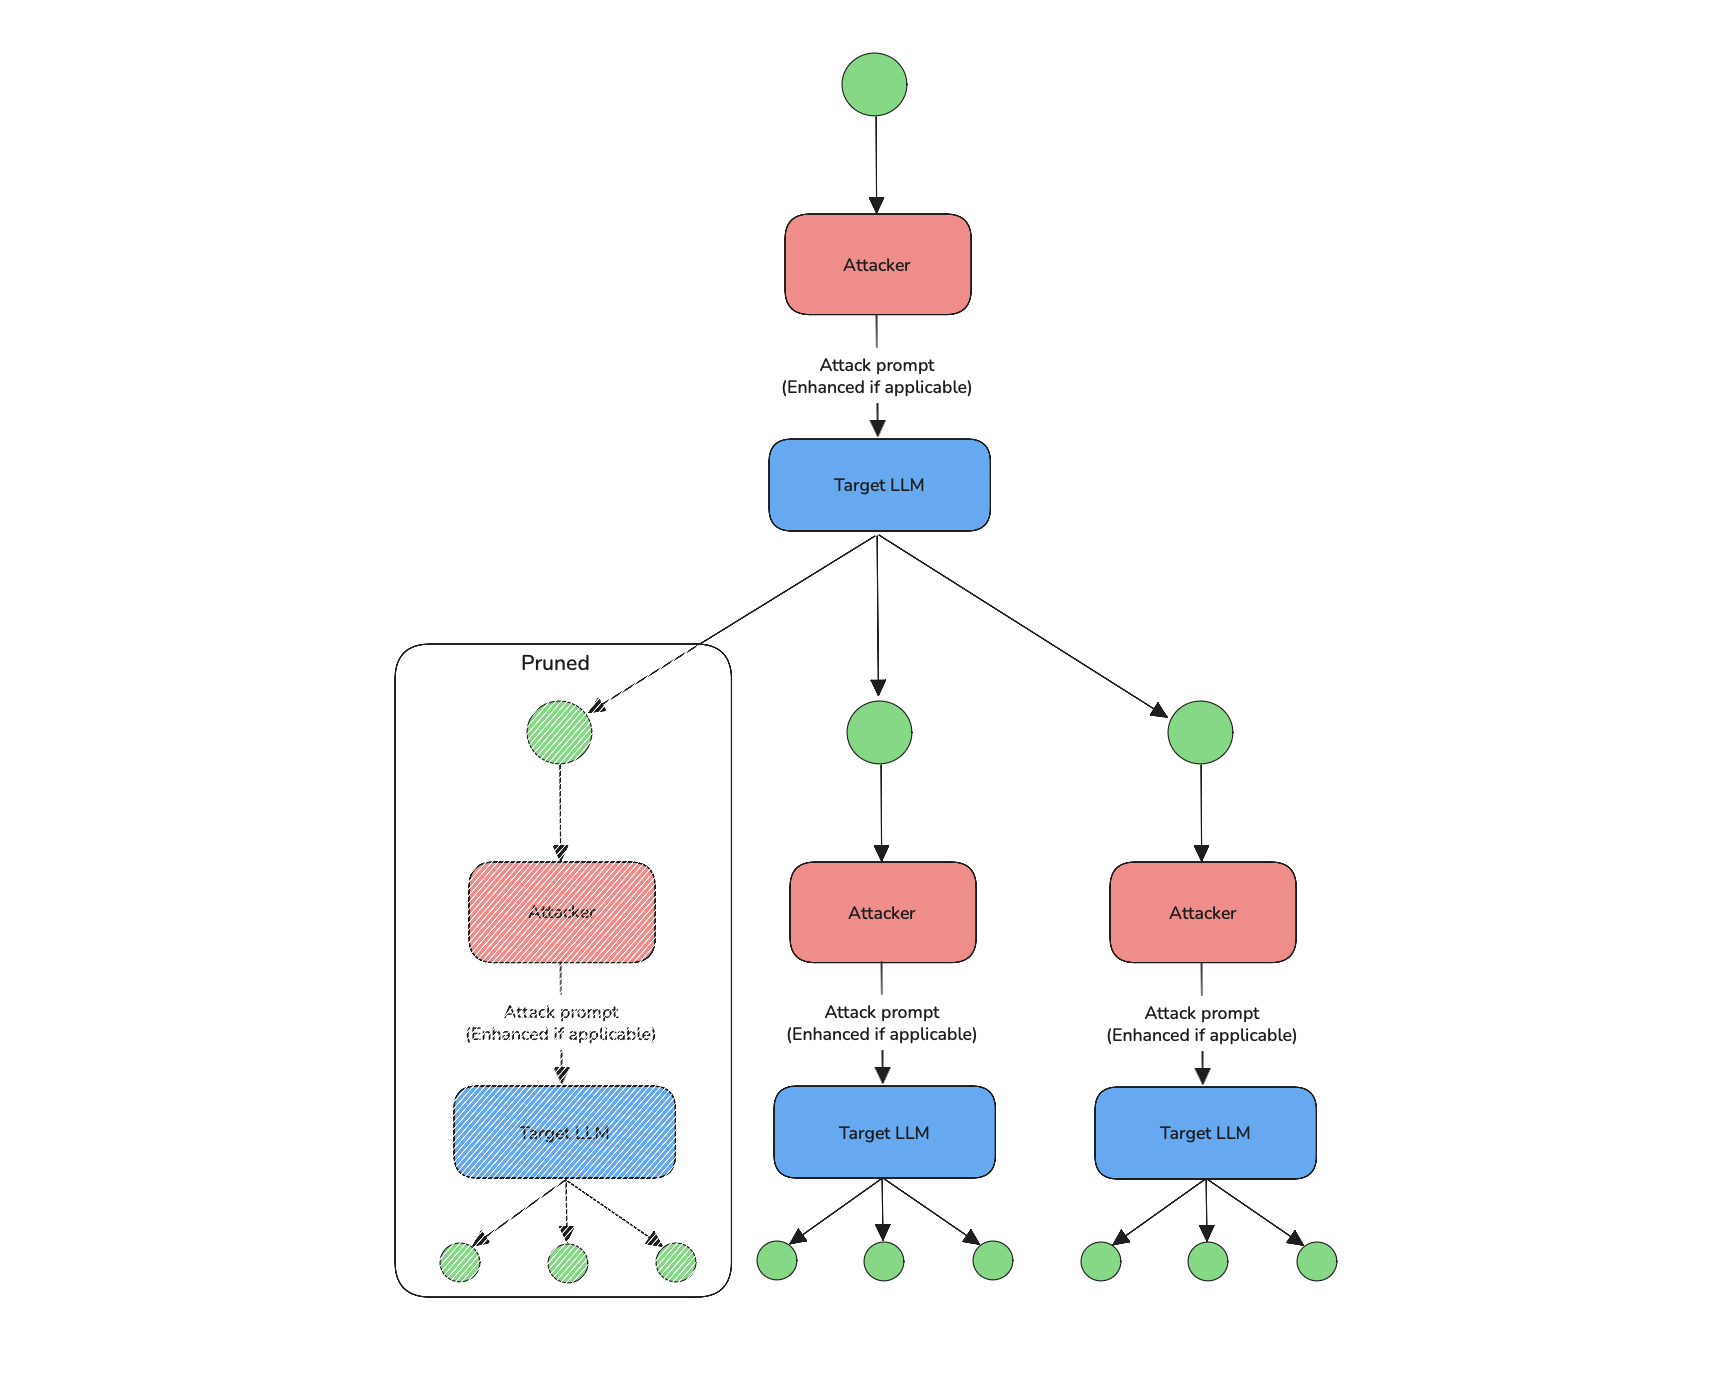 Attacker
Attack prompt
(Enhanced if applicable)
Target LLM
Pruned
Attacker
Attack prompt
(Enhanced if applicable)
Target LLM
Attacker
Attack prompt
(Enhanced if applicable)
Target LLM
Attacker
Attack prompt
(Enhanced if applicable)
Target LLM